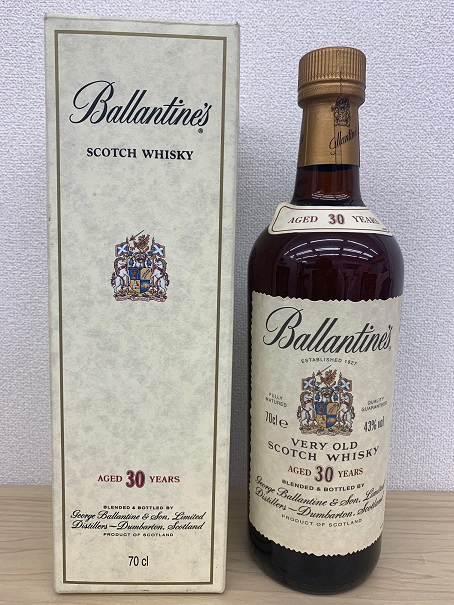 Ballantine's®
SCOTCH WHISKY
AGED 30 YEARS
BLENDED & BOTTLED BY
George Ballantine & Son, Limited
Distillers—Dumbarton, Scotland
PRODUCT OF SCOTLAND
70 cl
Ballantine's
AGED 30 YEARS
Ballantine's
ESTABLISHED 1827
FULLY
MATURED
70cl e
QUALITY
GUARANTEED
43% vol
VERY OLD
SCOTCH WHISKY
AGED 30 YEARS
BLENDED & BOTTLED BY
George Ballantine & Son, Limited
Distillers—Dumbarton, Scotland
PRODUCT OF SCOTLAND